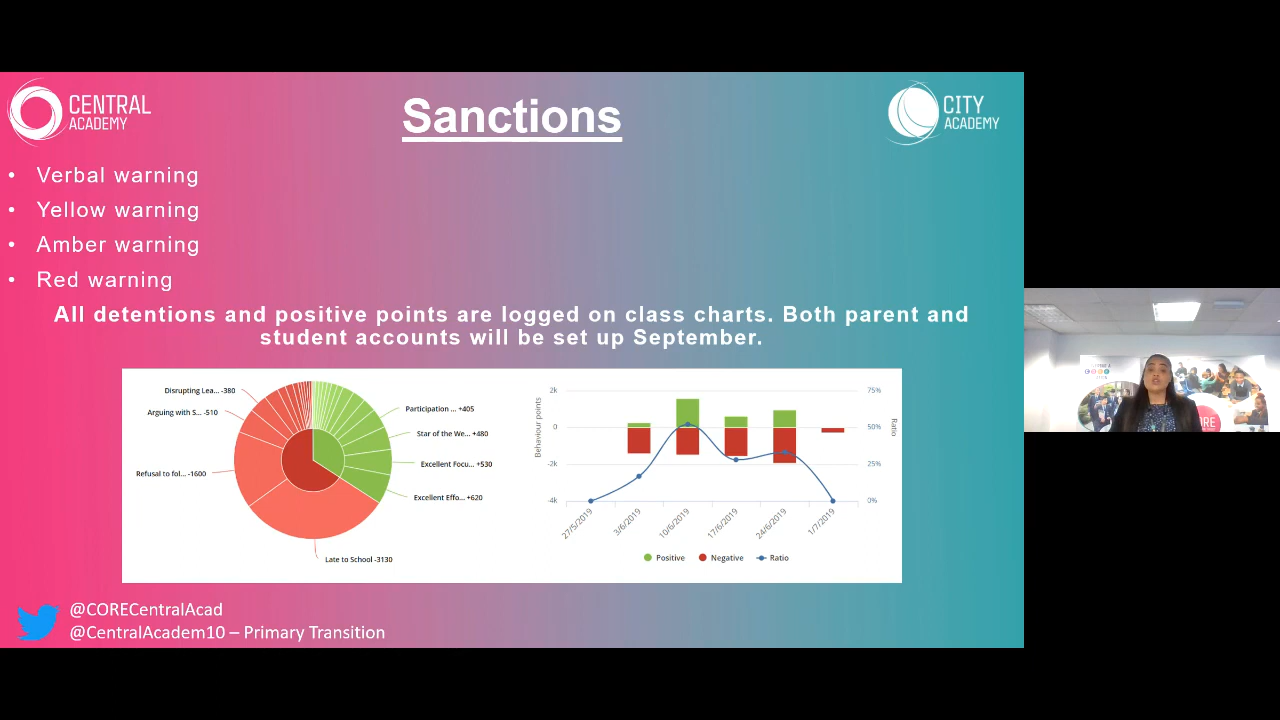 CENTRAL
ACADEMY
Sanctions
CITY
ACADEMY
• Verbal warning
• Yellow warning
• Amber warning
• Red warning
All detentions and positive points are logged on class charts. Both parent and
student accounts will be set up September.
Disrupting Lea... -380
Arguing with S... -510
Refusal to fol... -1600
Late to School -3130
Participation ... +405
Star of the We... +480
Excellent Focu... +530
Excellent Effo... +620
Behaviour points
2k
0
-2k
-4k
75%
50%
25%
0%
Ratio
27/5/2019
3/6/2019
10/6/2019
17/6/2019
24/6/2019
1/7/2019
Positive
Negative
Ratio
@CORECentralAcad
@CentralAcadem10 – Primary Transition